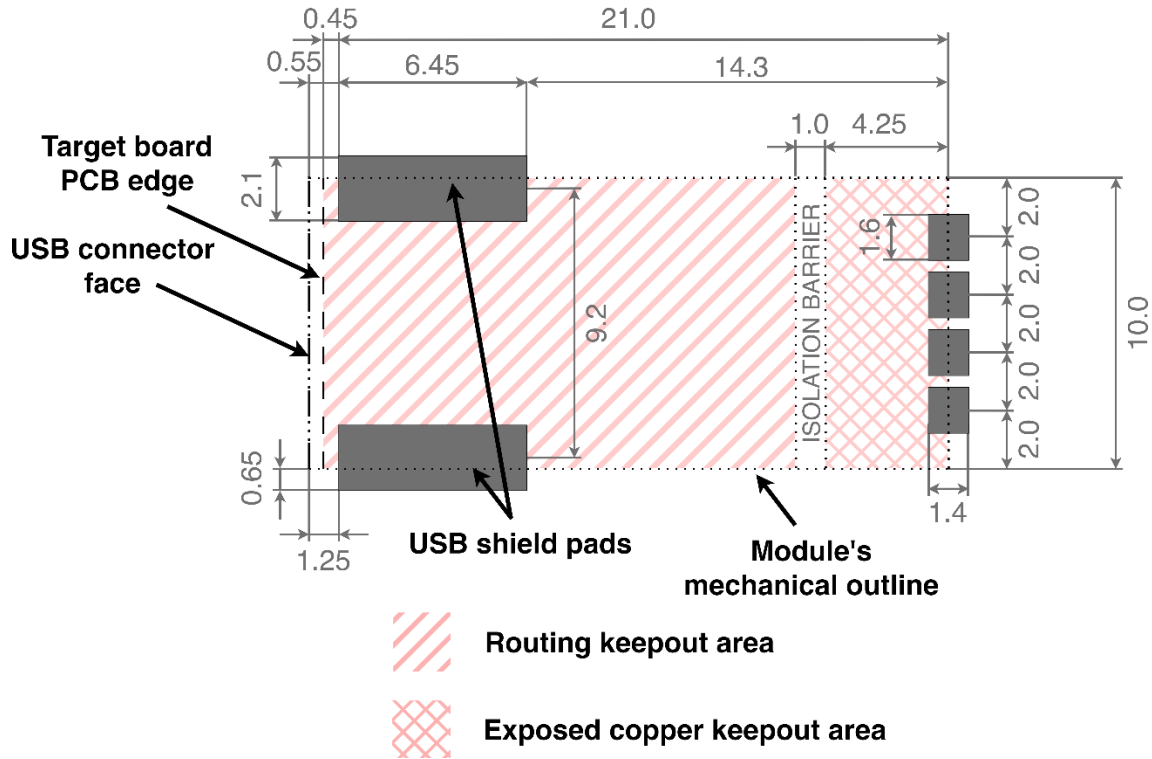 0.45
21.0
0.55
6.45
14.3
1.0
4.25
Target board
PCB edge
2.1
2.0
USB connector
face
1.6
2.0
ISOLATION BARRIER
9.2
2.0
10.0
2.0
2.0
0.65
1.25
USB shield pads
Module's
mechanical outline
1.4
Routing keepout area
Exposed copper keepout area